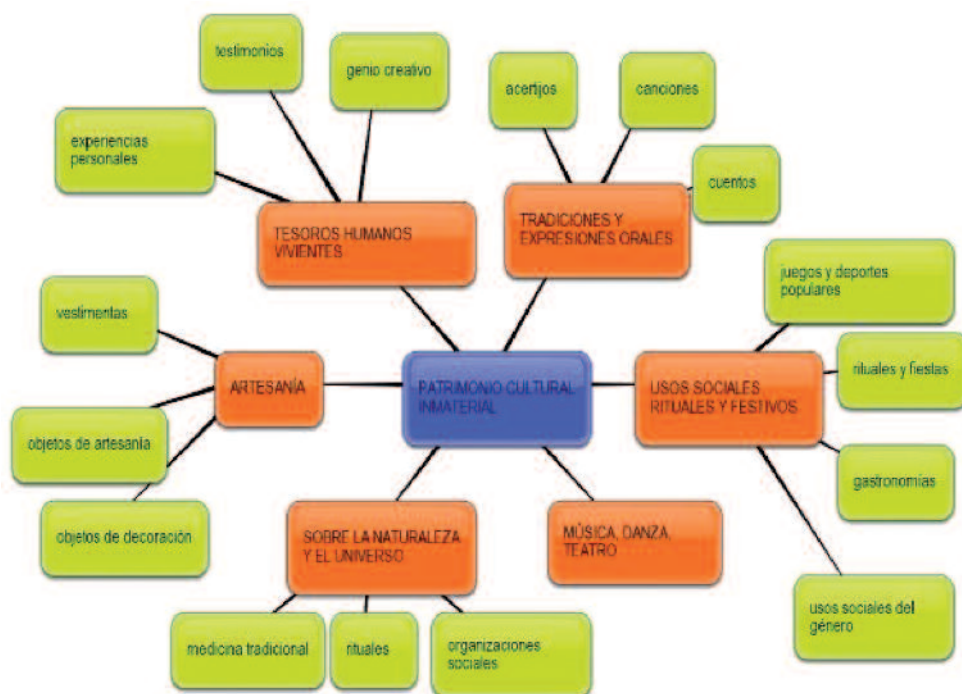 testimonios
genio creativo
acertijos
canciones
experiencias
personales
cuentos
TESOROS HUMANOS
VIVIENTES
TRADICIONES Y
EXPRESIONES ORALES
juegos y deportes
populares
vestimentas
rituales y fiestas
ARTESANÍA
PATRIMONIO CULTURAL
INMATERIAL
USOS SOCIALES
RITUALES Y FESTIVOS
objetos de artesanía
gastronomías
objetos de decoración
SOBRE LA NATURALEZA
Y EL UNIVERSO
MÚSICA, DANZA,
TEATRO
usos sociales del
género
medicina tradicional
rituales
organizaciones
sociales